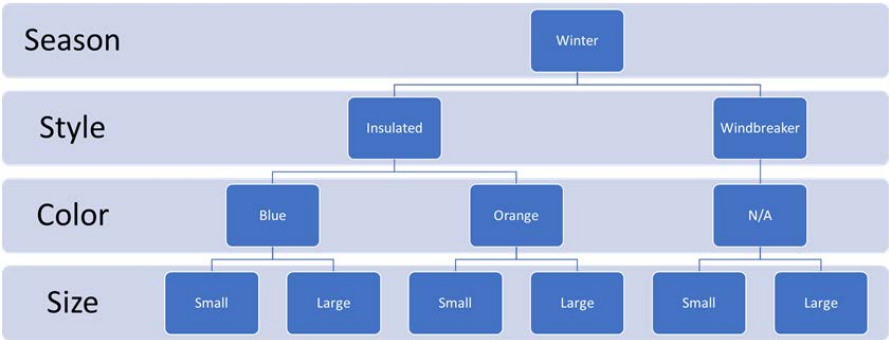 Season
Winter
Style
Insulated
Windbreaker
Color
Blue
Orange
N/A
Size
Small
Large
Small
Large
Small
Large